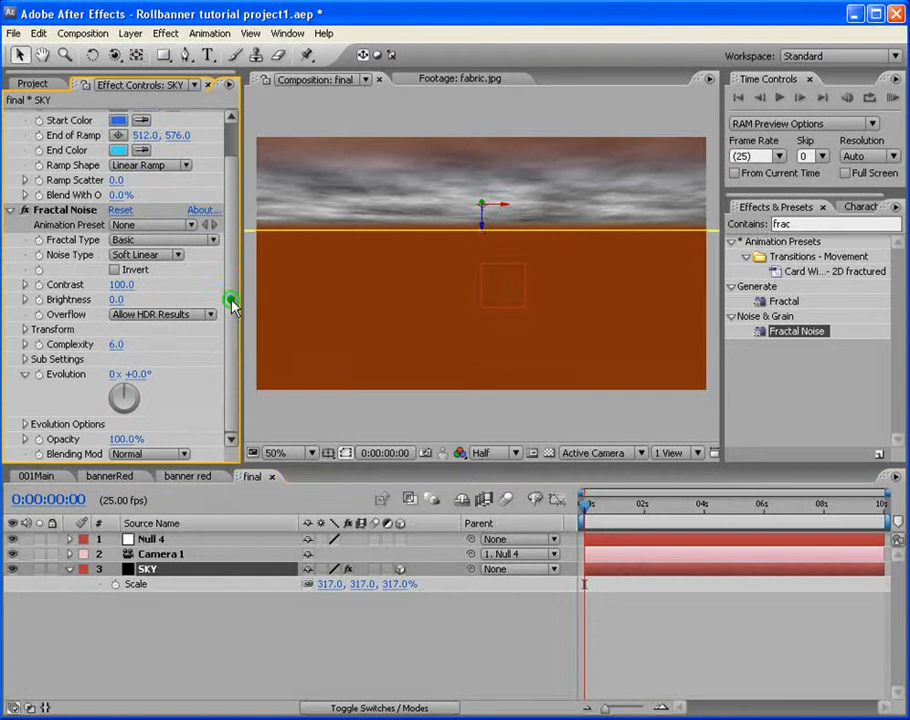 Adobe After Effects - Rollbanner tutorial project1.aep *
File Edit Composition Layer Effect Animation View Window Help
Workspace: Standard
Project Effect Controls: SKY
final * SKY
Start Color
End of Ramp 512.0, 576.0
End Color
Ramp Shape Linear Ramp
Ramp Scatter 0.0
Blend With O 0.0%
Fractal Noise Reset About...
Animation Preset None
Fractal Type Basic
Noise Type Soft Linear
Invert
Contrast 100.0
Brightness 0.0
Overflow Allow HDR Results
Transform
Complexity 6.0
Sub Settings
Evolution 0x +0.0°
Evolution Options
Opacity 100.0%
Blending Mod Normal
Composition: final Footage: fabric.jpg
50% 0:00:00:00 Half Active Camera 1 View
Time Controls
RAM Preview Options
Frame Rate Skip Resolution
(25) 0 Auto
From Current Time Full Screen
Effects & Presets Charact
Contains: frac
* Animation Presets
Transitions - Movement
Card Wi...- 2D fractured
Generate
Fractal
Noise & Grain
Fractal Noise
001Main bannerRed banner red final
0:00:00:00 (25.00 fps)
0s 02s 04s 06s 08s 10s
# Source Name Parent
1 Null 4 None
2 Camera 1 1. Null 4
3 SKY None
Scale 317.0, 317.0, 317.0%
Toggle Switches / Modes